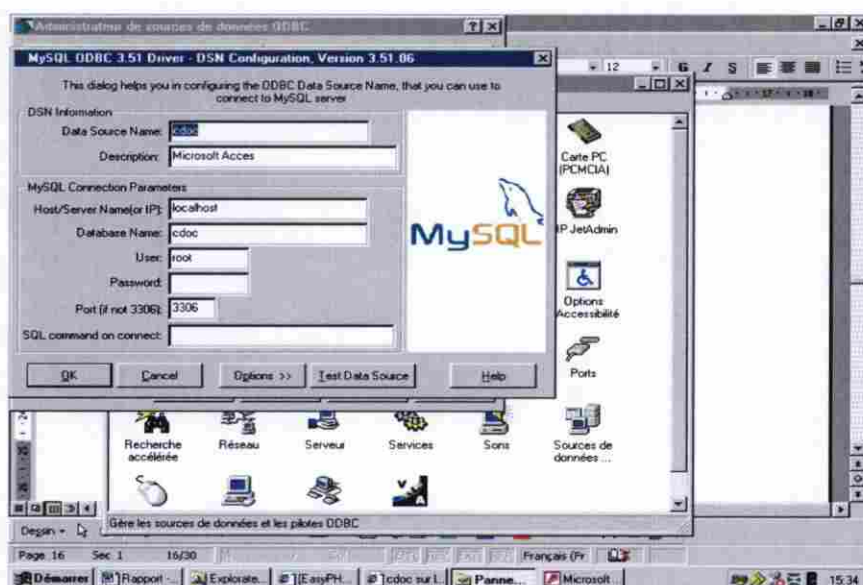 Administrateur de sources de données ODBC
MySQL ODBC 3.51 Driver - DSN Configuration, Version 3.51.06
This dialog helps you in configuring the ODBC Data Source Name, that you can use to
connect to MySQL server
DSN Information
Data Source Name: cdoc
Description: Microsoft Acces
MySQL Connection Parameters
Host/Server Name(or IP): localhost
Database Name: cdoc
User: root
Password:
Port (if not 3306): 3306
SQL command on connect:
OK Cancel Options >> Test Data Source Help
MySQL
12 G I S
17 18
Carte PC
(PCMCIA)
IP JetAdmin
Options
Accessibilité
Ports
Recherche
accélérée
Réseau
Serveur
Services
Sons
Sources de
données ...
Gère les sources de données et les pilotes ODBC
Dessin
Page 16 Sec 1 16/30 Français (Fr
Démarrer Rapport -... Explorate... [EasyPH... cdoc sur l... Panne... Microsoft...